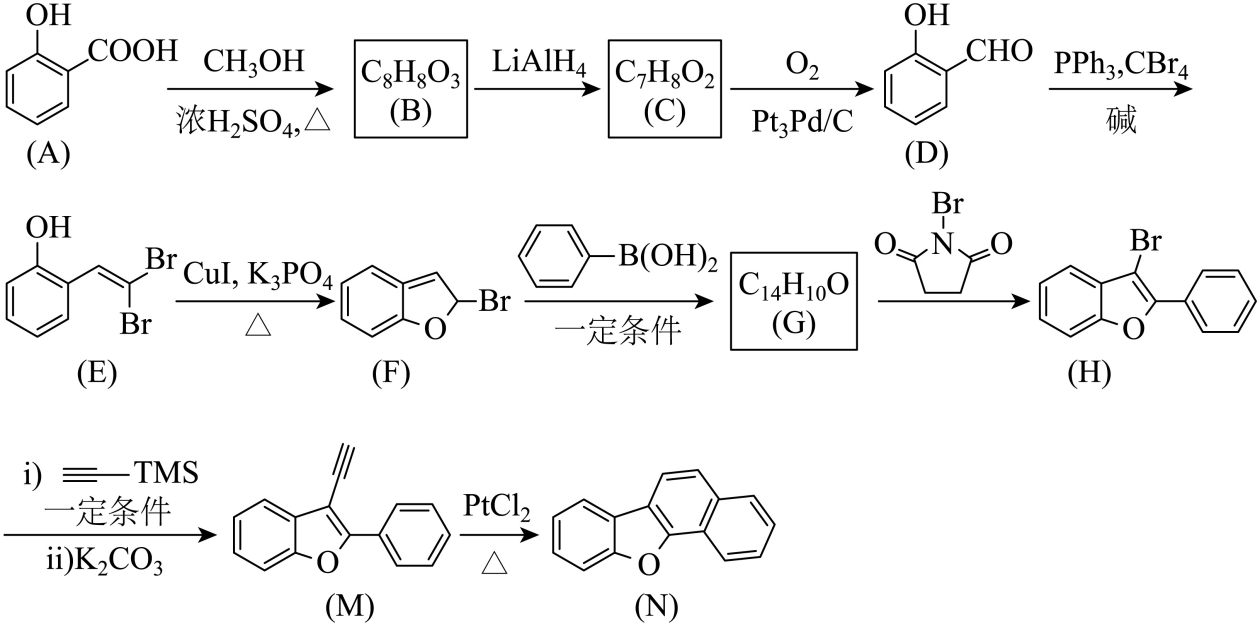 OH
COOH
(A)
CH₃OH
浓H₂SO₄,△
C₈H₈O₃
(B)
LiAlH₄
C₇H₈O₂
(C)
O₂
Pt₃Pd/C
OH
CHO
(D)
PPh₃,CBr₄
碱
OH
Br
Br
(E)
CuI, K₃PO₄
△
O
Br
(F)
B(OH)₂
一定条件
C₁₄H₁₀O
(G)
Br
N
O
O
Br
O
(H)
i) TMS
一定条件
ii)K₂CO₃
O
(M)
PtCl₂
△
O
(N)